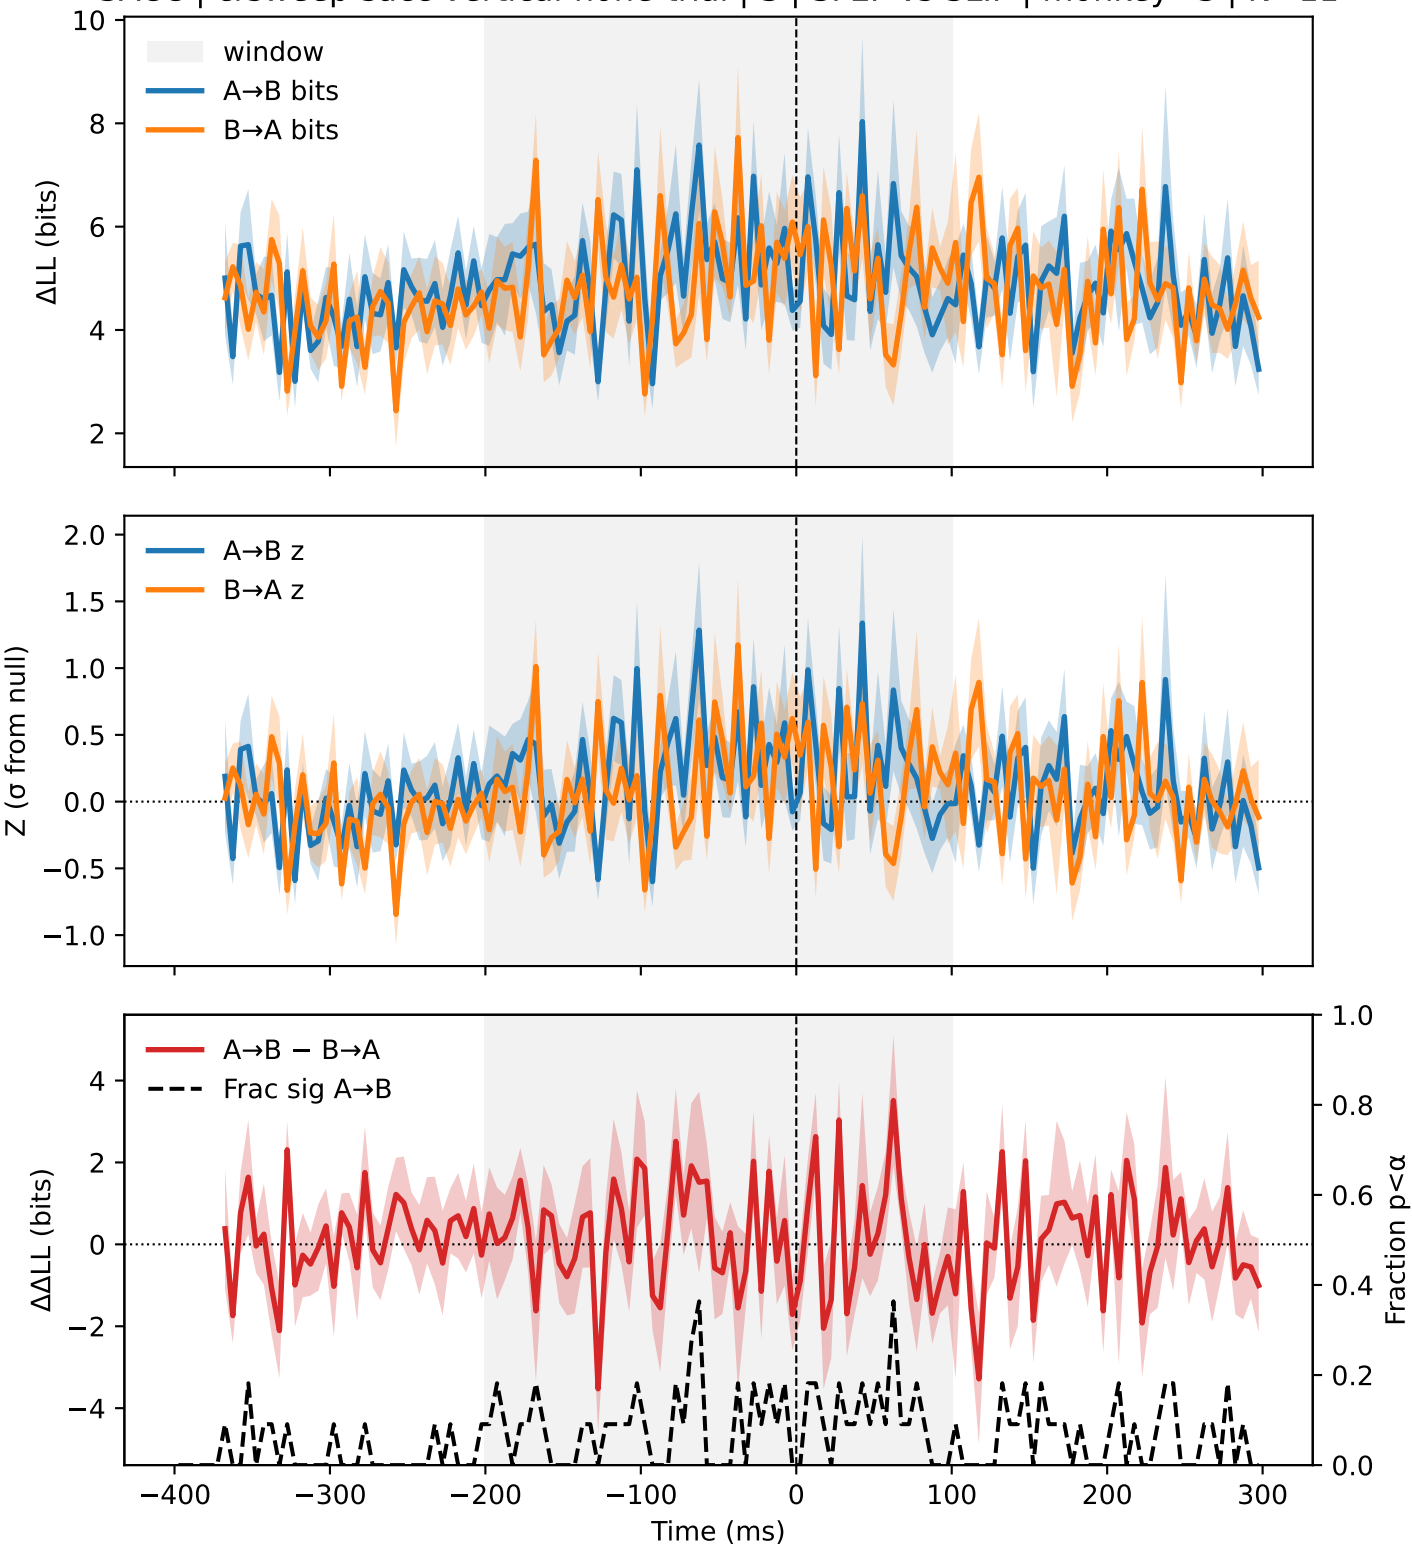 10
8
6
4
2
ΔLL (bits)
window
A→B bits
B→A bits
2.0
1.5
1.0
0.5
0.0
−0.5
−1.0
Z (σ from null)
A→B z
B→A z
4
2
0
−2
−4
ΔΔLL (bits)
A→B − B→A
Frac sig A→B
1.0
0.8
0.6
0.4
0.2
0.0
Fraction p<α
−400 −300 −200 −100 0 100 200 300
Time (ms)